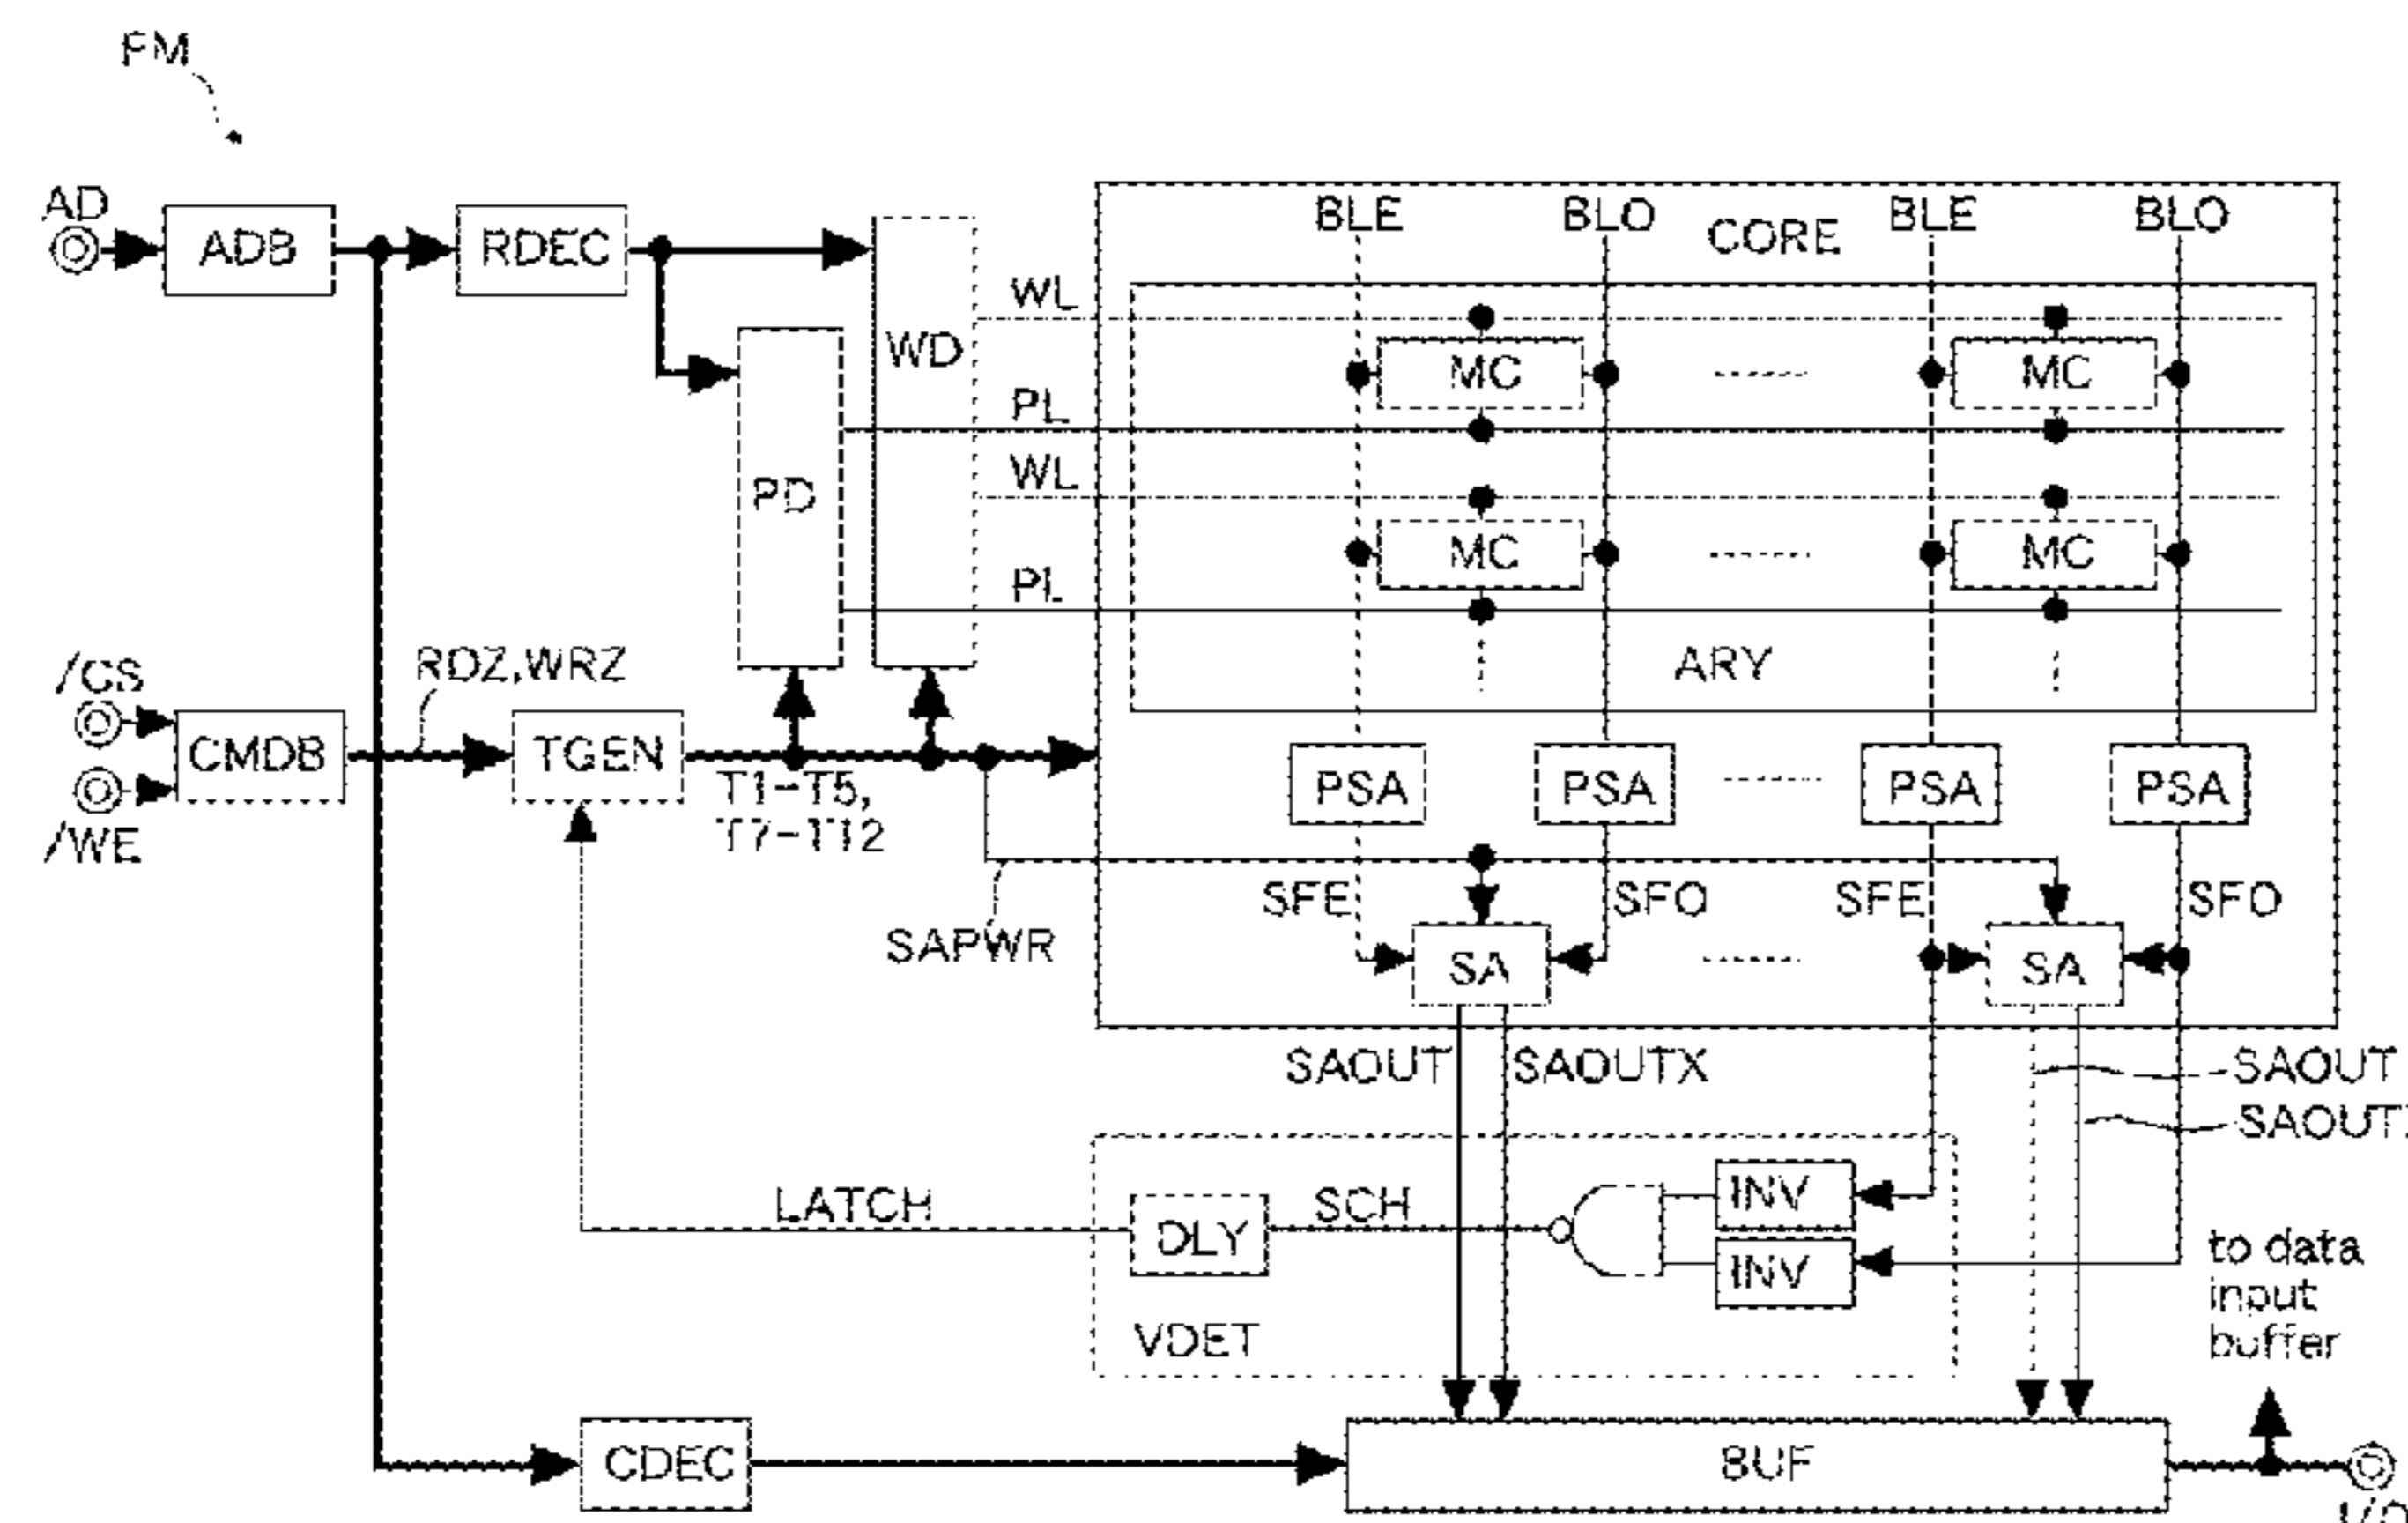 FM
AD
ADB
RDEC
WD
PD
BLE
BLO
CORE
BLE
BLO
WL
MC
MC
PL
WL
MC
MC
PL
ARY
/CS
/WE
CMDB
RDZ,WRZ
TGEN
T1-T5,
T7-T12
PSA
PSA
PSA
PSA
SAPWR
SFE
SFO
SFE
SFO
SA
SA
SAOUT
SAOUTX
SAOUT
LATCH
DLY
SCH
INV
INV
VDET
to data
input
buffer
CDEC
BUF